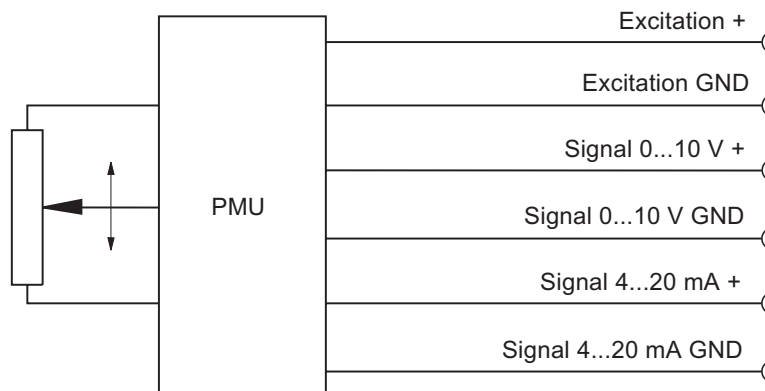 Excitation +
Excitation GND
Signal 0...10 V +
PMU
Signal 0...10 V GND
Signal 4...20 mA +
Signal 4...20 mA GND